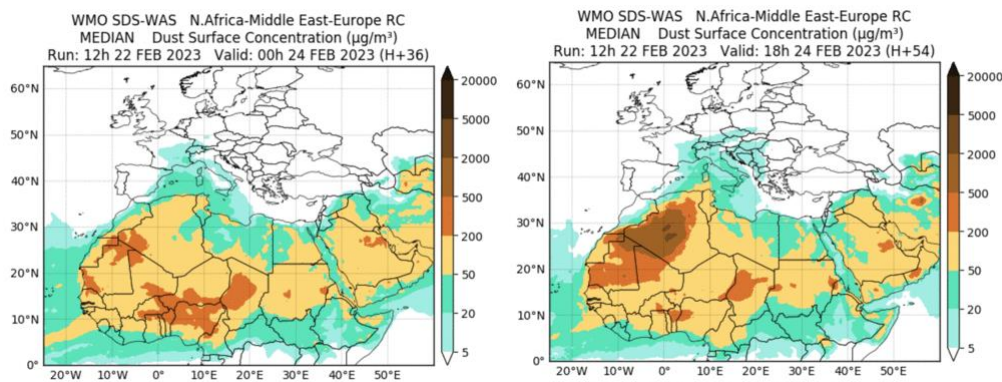 WMO SDS-WAS N.Africa-Middle East-Europe RC
MEDIAN Dust Surface Concentration (µg/m³)
Run: 12h 22 FEB 2023 Valid: 00h 24 FEB 2023 (H+36)
60°N
50°N
40°N
30°N
20°N
10°N
0°
20°W
10°W
0°
10°E
20°E
30°E
40°E
50°E
20000
5000
2000
500
200
50
20
5
WMO SDS-WAS N.Africa-Middle East-Europe RC
MEDIAN Dust Surface Concentration (µg/m³)
Run: 12h 22 FEB 2023 Valid: 18h 24 FEB 2023 (H+54)
60°N
50°N
40°N
30°N
20°N
10°N
0°
20°W
10°W
0°
10°E
20°E
30°E
40°E
50°E
20000
5000
2000
500
200
50
20
5